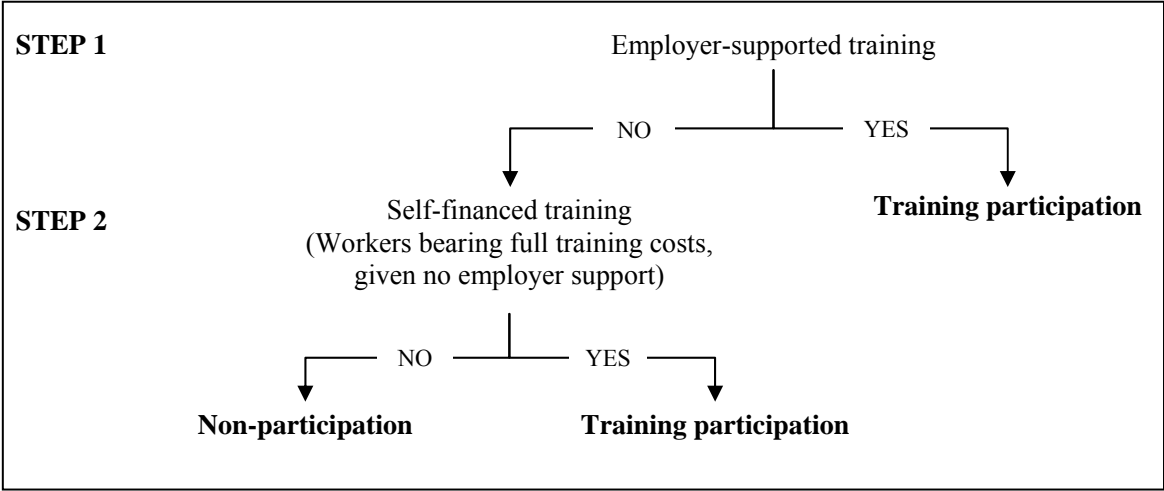 STEP 1
Employer-supported training
NO
YES
Training participation
STEP 2
Self-financed training
(Workers bearing full training costs,
given no employer support)
NO
YES
Non-participation
Training participation